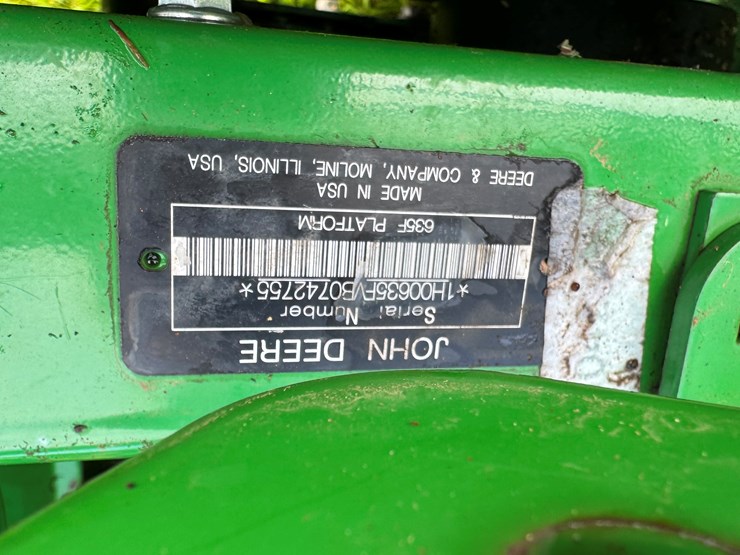 JOHN DEERE
Serial Number
*1H00635FVB0742755*
635F PLATFORM
MADE IN USA
DEERE & COMPANY, MOLINE, ILLINOIS, USA